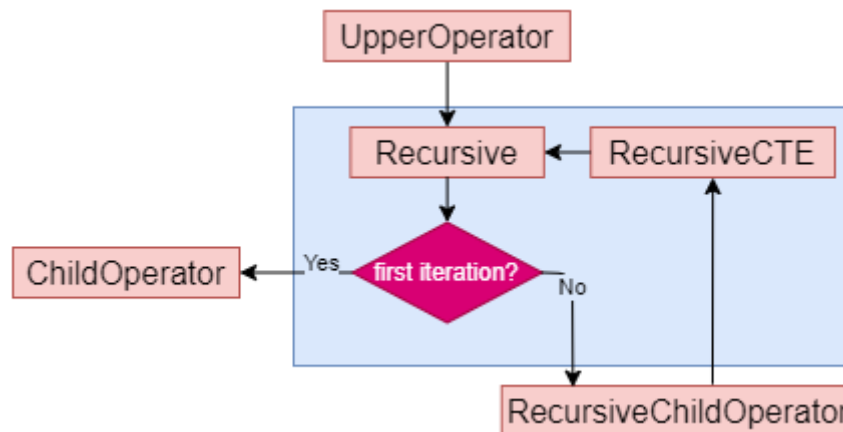 UpperOperator
Recursive
RecursiveCTE
ChildOperator
Yes
first iteration?
No
RecursiveChildOperator